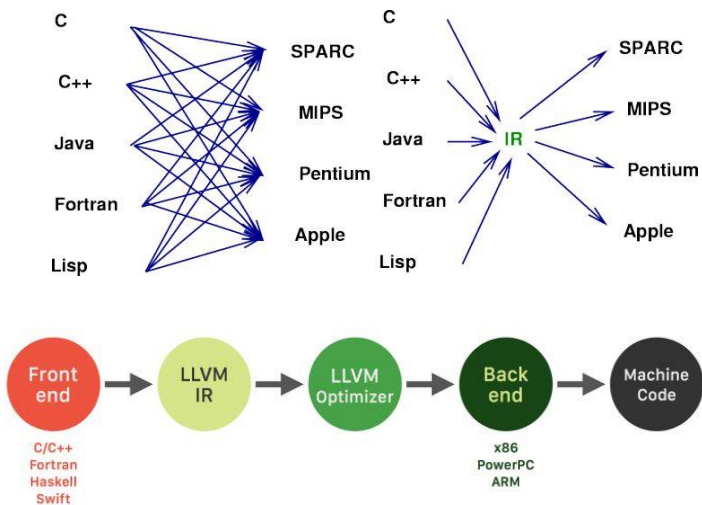 C
C++
Java
Fortran
Lisp
SPARC
MIPS
Pentium
Apple
C
C++
Java
Fortran
Lisp
IR
SPARC
MIPS
Pentium
Apple
Front
end
LLVM
IR
LLVM
Optimizer
Back
end
Machine
Code
C/C++
Fortran
Haskell
Swift
x86
PowerPC
ARM